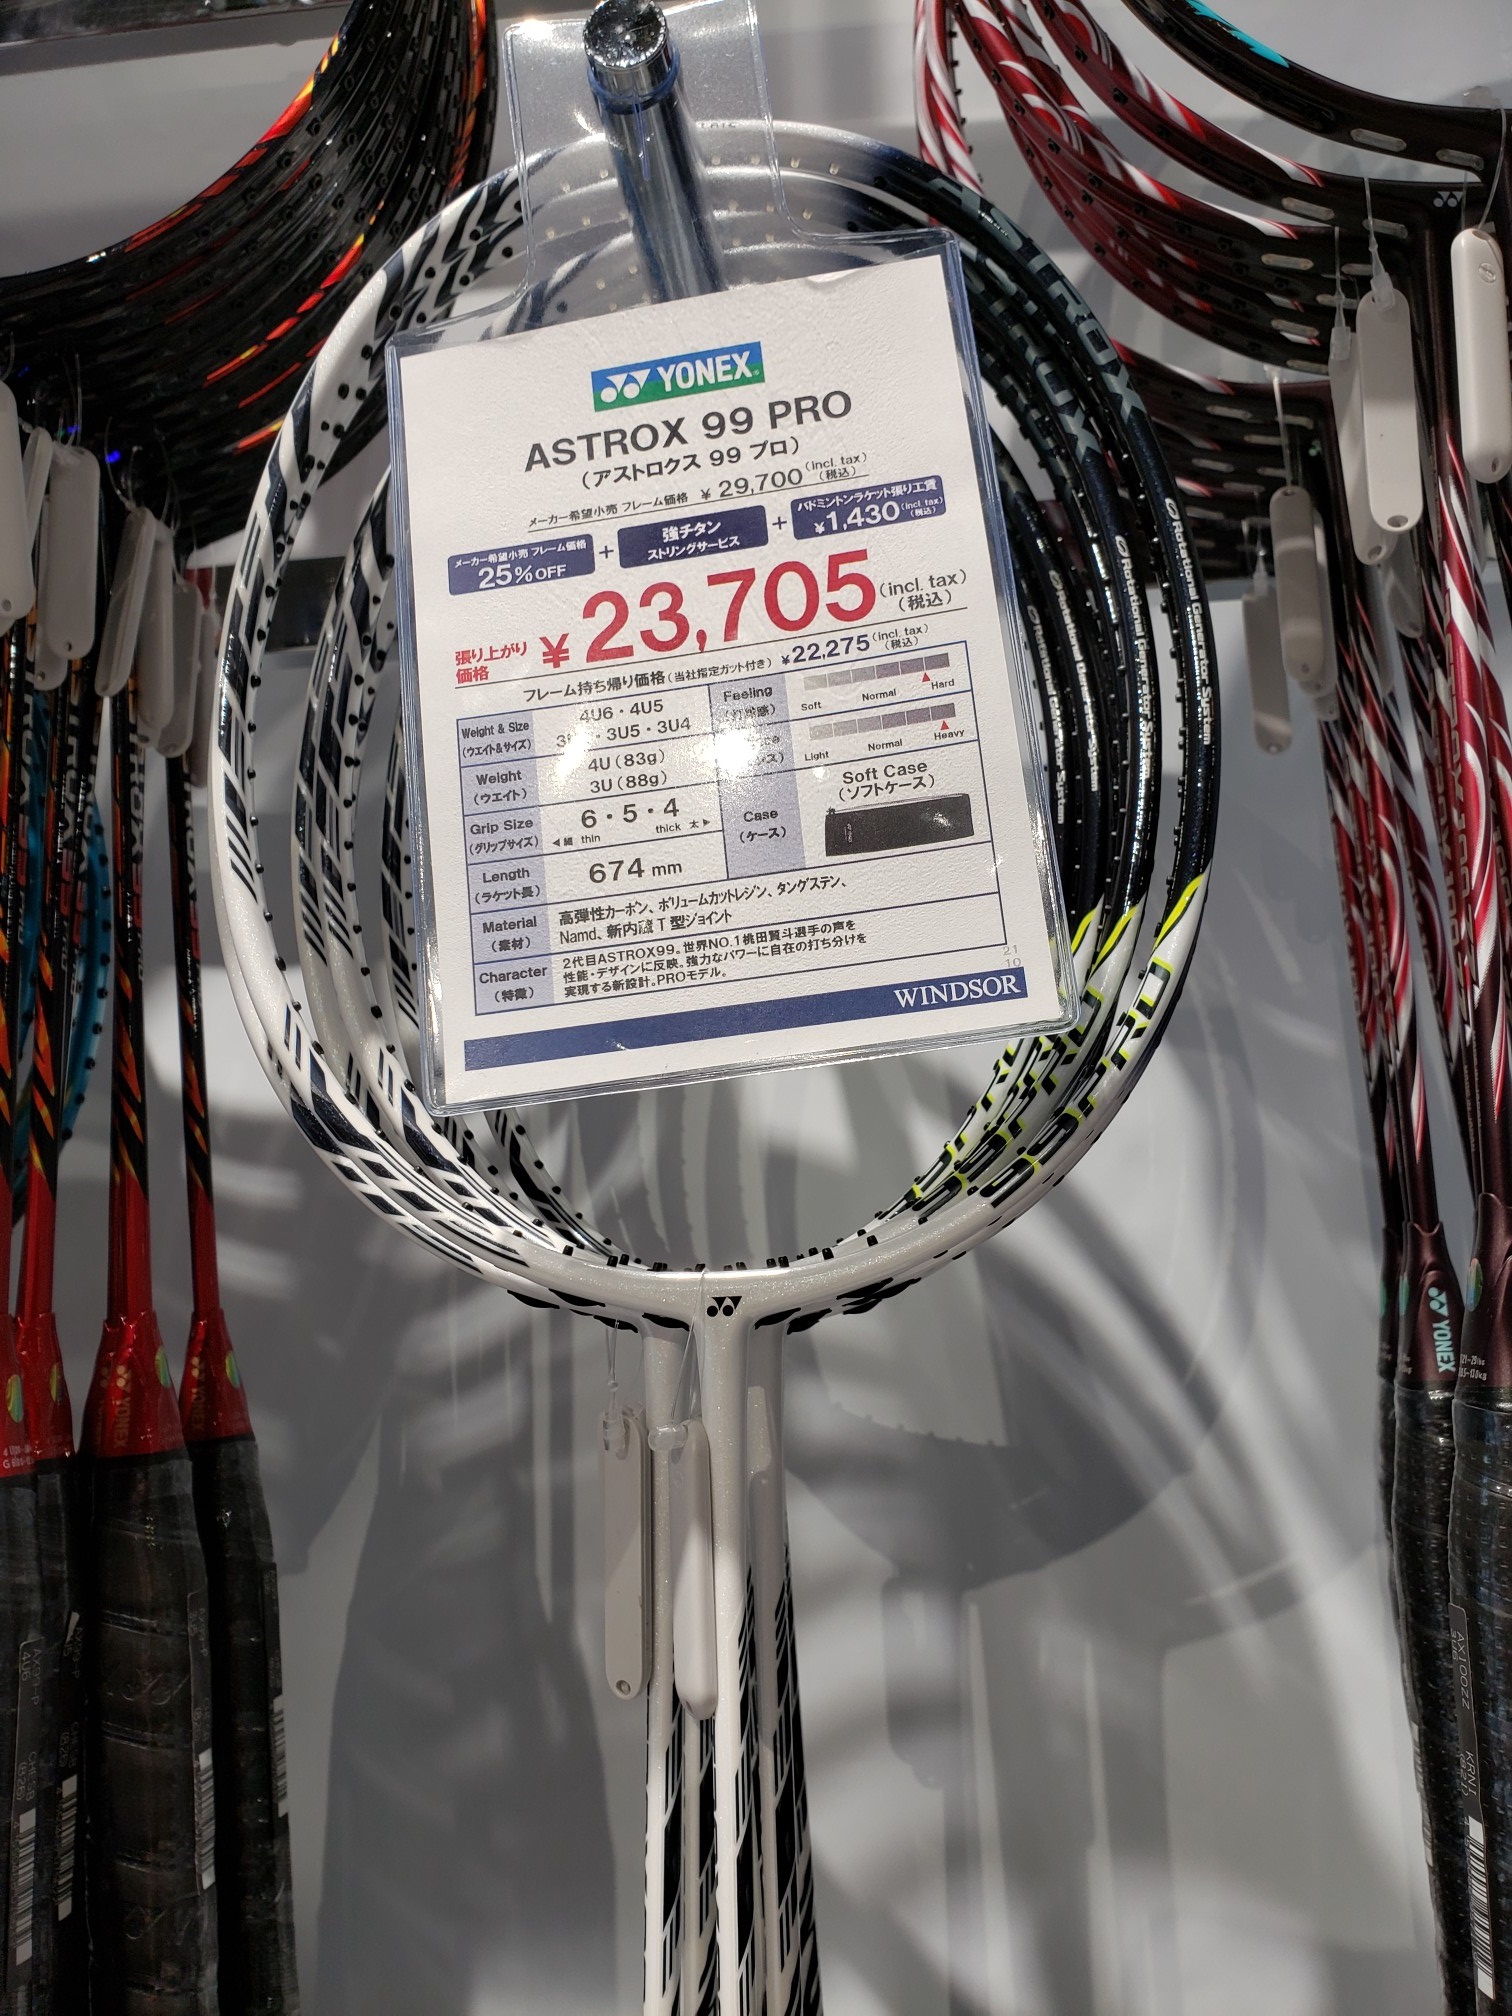 YONEX
ASTROX 99 PRO
(アストロクス 99 プロ)
メーカー希望小売 フレーム価格 ¥ 29,700 (incl. tax) (税込)
メーカー希望小売 フレーム価格 25%OFF + 強チタン ストリングサービス + バドミントンラケット張り工賃 ¥1,430 (incl. tax) (税込)
張り上がり価格 ¥23,705 (incl. tax) (税込)
フレーム持ち帰り価格(当社指定ガット付き) ¥22,275 (incl. tax) (税込)
Weight & Size (ウエイト&サイズ) 4U6・4U5
・3U5・3U4
Weight (ウエイト) 4U(83g)
3U(88g)
Grip Size (グリップサイズ) 6・5・4
◀細 thin thick 太▶
Length (ラケット長) 674 mm
Feeling
Soft Normal Hard
Light Normal Heavy
Case (ケース) Soft Case (ソフトケース)
Material (素材) 高弾性カーボン、ボリュームカットレジン、タングステン、
Namd、新内蔵T型ジョイント
Character (特徴) 2代目ASTROX99。世界NO.1桃田賢斗選手の声を
性能・デザインに反映。強力なパワーに自在の打ち分けを
実現する新設計。PROモデル。
21
10
WINDSOR
ASTROX
Rotational Generator System
YONEX
YONEX
AX100ZZ
KRNJ